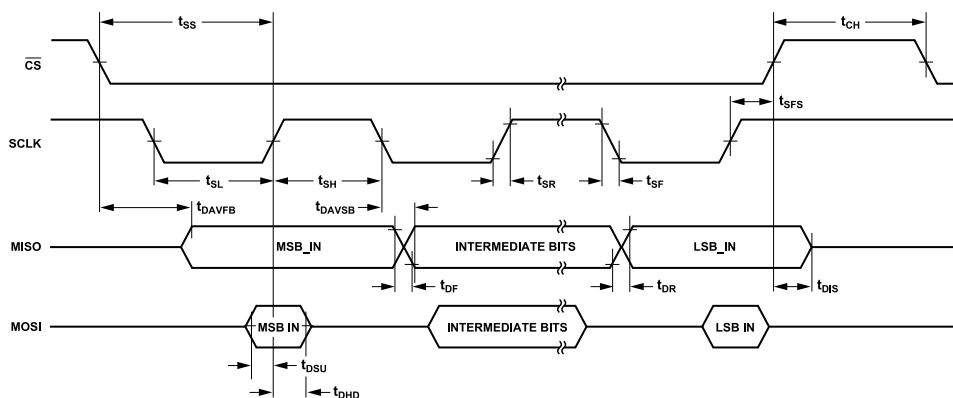 tSS
tCH
CS
tSFS
SCLK
tSL
tSH
tSR
tSF
tDAVFB
tDAVSB
MISO
MSB_IN
INTERMEDIATE BITS
LSB_IN
tDF
tDR
tDIS
MOSI
MSB IN
INTERMEDIATE BITS
LSB IN
tDSU
tDHD